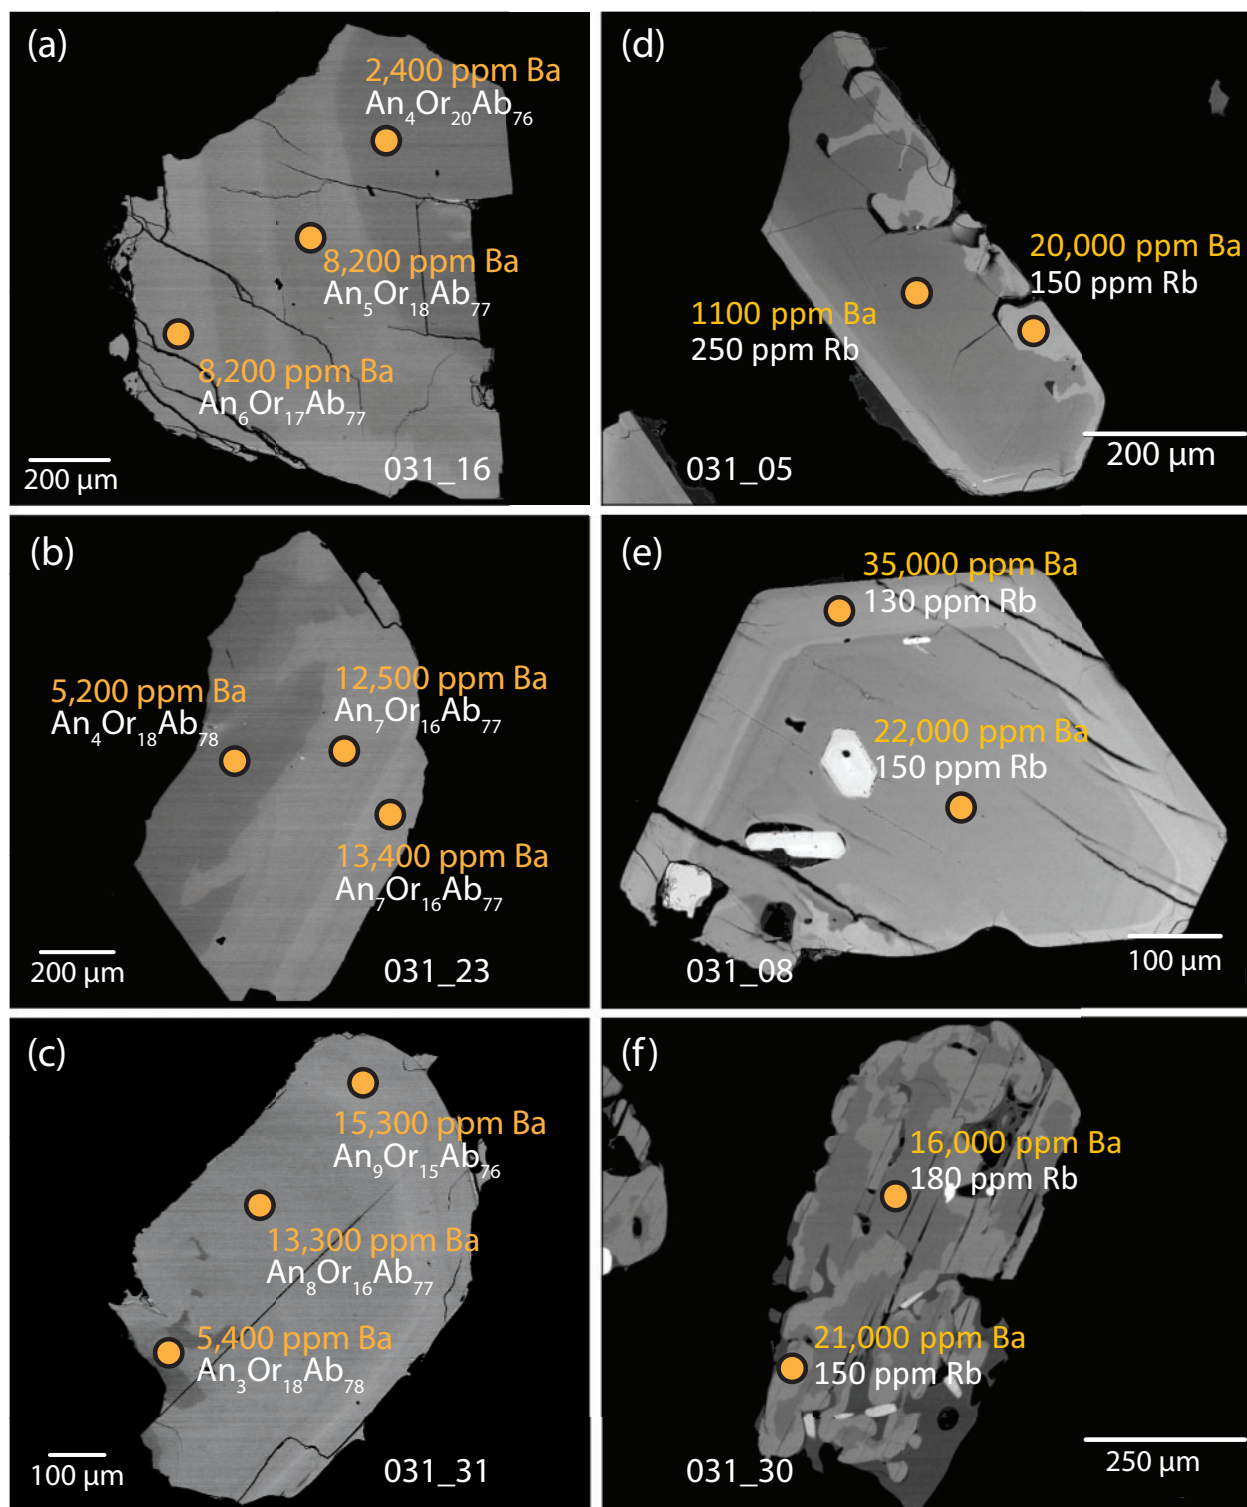 (a)
2,400 ppm Ba
An4Or20Ab76
8,200 ppm Ba
An5Or18Ab77
8,200 ppm Ba
An6Or17Ab77
200 µm
031_16
(b)
5,200 ppm Ba
An4Or18Ab78
12,500 ppm Ba
An7Or16Ab77
13,400 ppm Ba
An7Or16Ab77
200 µm
031_23
(c)
15,300 ppm Ba
An9Or15Ab76
13,300 ppm Ba
An8Or16Ab77
5,400 ppm Ba
An3Or18Ab78
100 µm
031_31
(d)
20,000 ppm Ba
150 ppm Rb
1100 ppm Ba
250 ppm Rb
031_05
200 µm
(e)
35,000 ppm Ba
130 ppm Rb
22,000 ppm Ba
150 ppm Rb
031_08
100 µm
(f)
16,000 ppm Ba
180 ppm Rb
21,000 ppm Ba
150 ppm Rb
031_30
250 µm